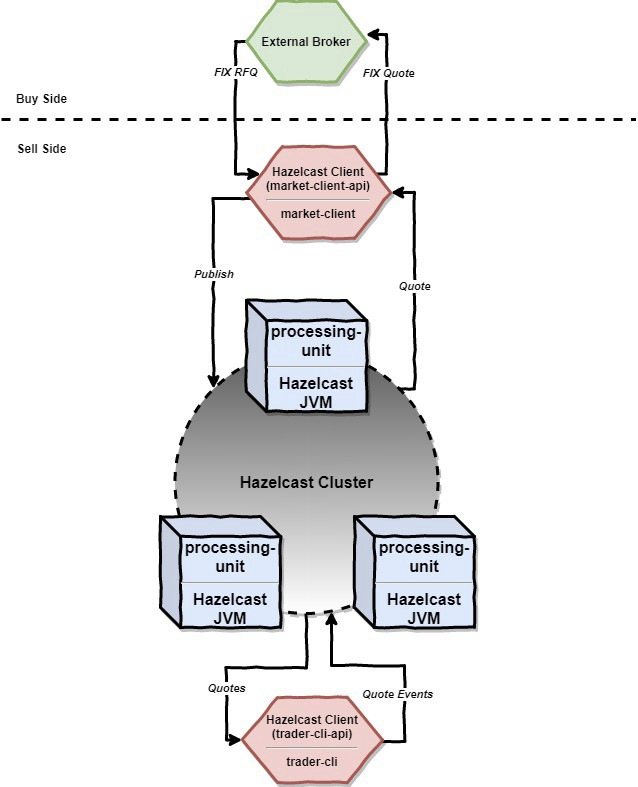 External Broker
FIX RFQ
FIX Quote
Buy Side
Sell Side
Hazelcast Client
(market-client-api)
market-client
Publish
Quote
processing-
unit
Hazelcast
JVM
Hazelcast Cluster
processing-
unit
Hazelcast
JVM
processing-
unit
Hazelcast
JVM
Quotes
Quote Events
Hazelcast Client
(trader-cli-api)
trader-cli